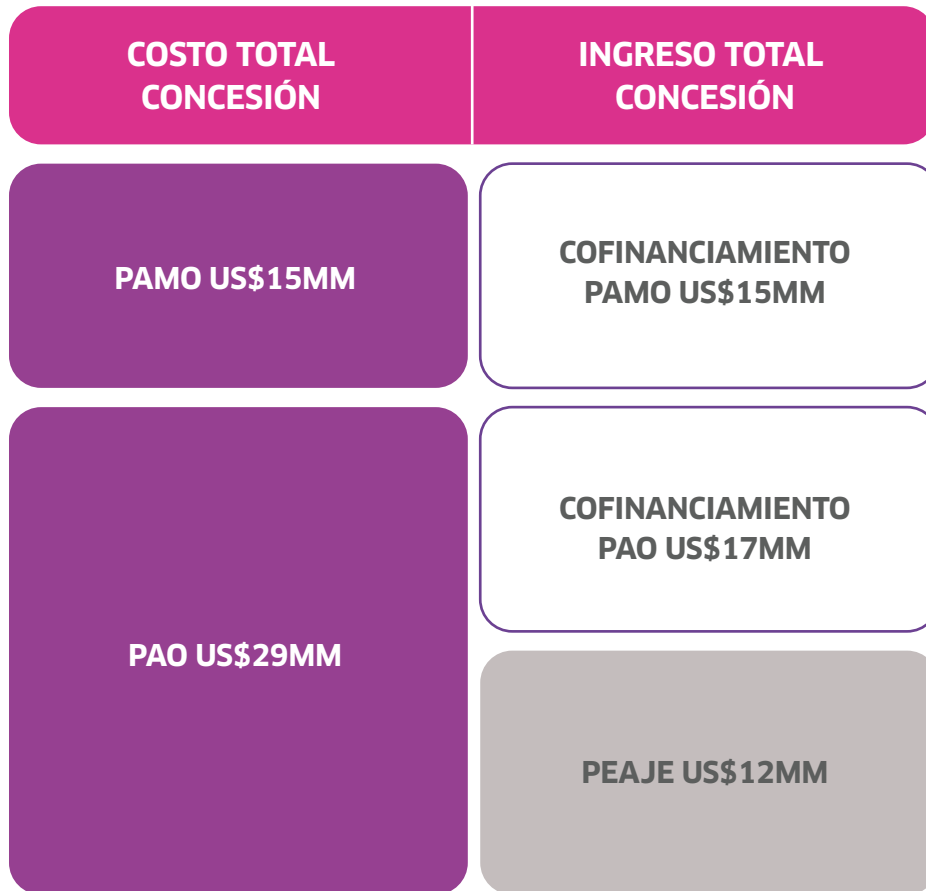 COSTO TOTAL
CONCESIÓN
INGRESO TOTAL
CONCESIÓN
PAMO US$15MM
COFINANCIAMIENTO
PAMO US$15MM
PAO US$29MM
COFINANCIAMIENTO
PAO US$17MM
PEAJE US$12MM